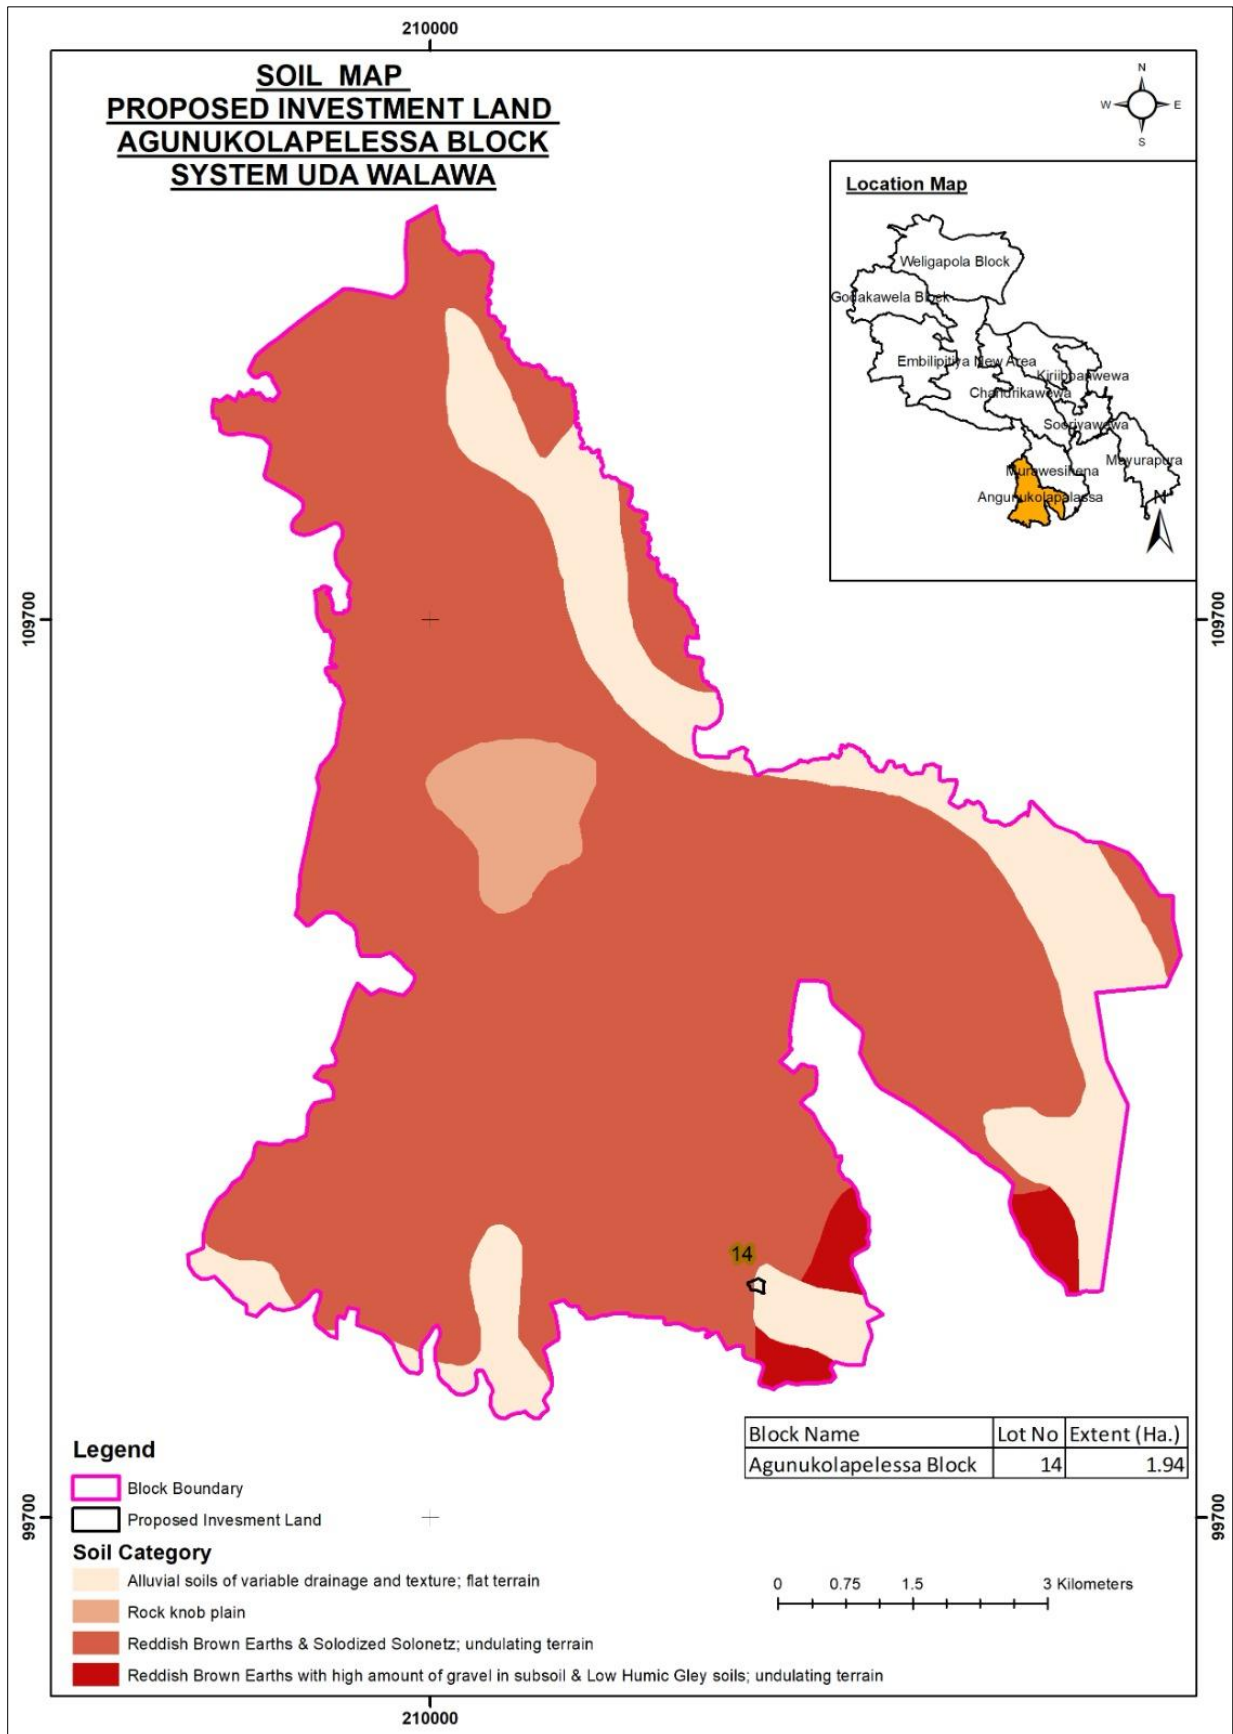 210000
SOIL MAP
PROPOSED INVESTMENT LAND
AGUNUKOLAPELESSA BLOCK
SYSTEM UDA WALAWA
N
W E
S
Location Map
Weligapola Block
Godakawela Block
Embilipitiya New Area
Kiriibbanwewa
Chandrikawewa
Sooriyawewa
Mayurapura
Murawesihena
Angunukolapalassa
N
109700
109700
14
Block Name Lot No Extent (Ha.)
Agunukolapelessa Block 14 1.94
Legend
Block Boundary
Proposed Invesment Land
99700
99700
Soil Category
Alluvial soils of variable drainage and texture; flat terrain
Rock knob plain
Reddish Brown Earths & Solodized Solonetz; undulating terrain
Reddish Brown Earths with high amount of gravel in subsoil & Low Humic Gley soils; undulating terrain
0 0.75 1.5 3 Kilometers
210000